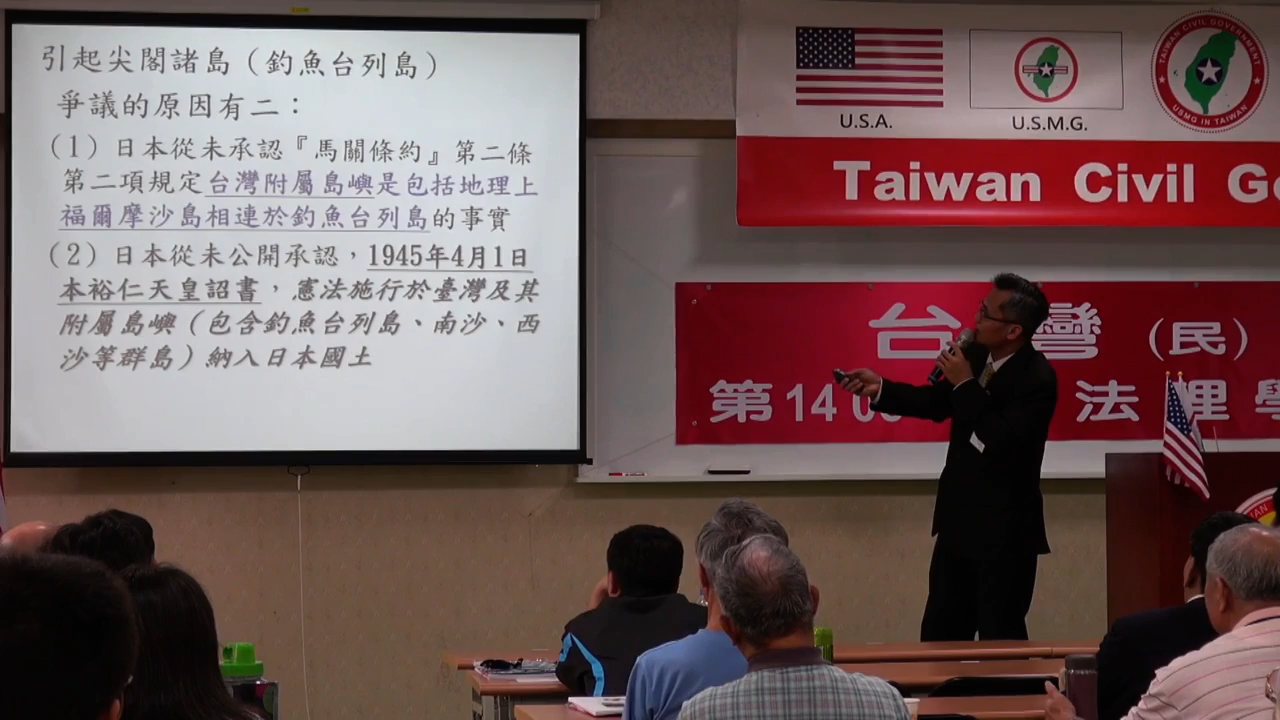 引起尖閣諸島（釣魚台列島）
爭議的原因有二：
（1）日本從未承認『馬關條約』第二條
第二項規定台灣附屬島嶼是包括地理上
福爾摩沙島相連於釣魚台列島的事實
（2）日本從未公開承認，1945年4月1日
本裕仁天皇詔書，憲法施行於臺灣及其
附屬島嶼（包含釣魚台列島、南沙、西
沙等群島）納入日本國土
U.S.A.
U.S.M.G.
TAIWAN CIVIL GOVERNMENT
USMG IN TAIWAN
Taiwan Civil
台 灣（民）
第14
法理學